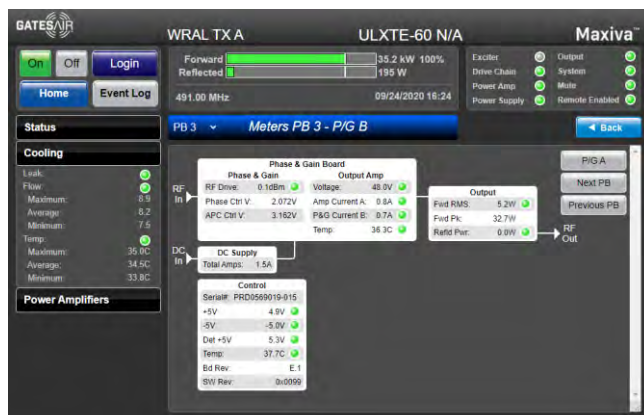 GATESAIR
WRAL TX A
ULXTE-60 N/A
Maxiva™
On
Off
Login
Home
Event Log
Forward
35.2 kW 100%
Reflected
195 W
491.00 MHz
09/24/2020 16:24
Exciter
Output
Drive Chain
System
Power Amp
Mute
Power Supply
Remote Enabled
Status
PB 3
Meters PB 3 - P/G B
Back
Cooling
Leak:
Flow:
Maximum: 8.9
Average: 8.2
Minimum: 7.5
Temp:
Maximum: 35.0C
Average: 34.5C
Minimum: 33.8C
Power Amplifiers
P/G A
Next PB
Previous PB
Phase & Gain Board
Phase & Gain
Output Amp
RF In
RF Drive: 0.1dBm
Voltage: 48.0V
Phase Ctrl V: 2.072V
Amp Current A: 0.8A
APC Ctrl V: 3.162V
P&G Current B: 0.7A
Temp: 36.3C
Output
Fwd RMS: 5.2W
Fwd Pk: 32.7W
Refld Pwr: 0.0W
RF Out
DC In
DC Supply
Total Amps: 1.5A
Control
Serial#: PRD0569019-015
+5V 4.9V
-5V -5.0V
Det +5V 5.3V
Temp: 37.7C
Bd Rev: E.1
SW Rev: 0x0099